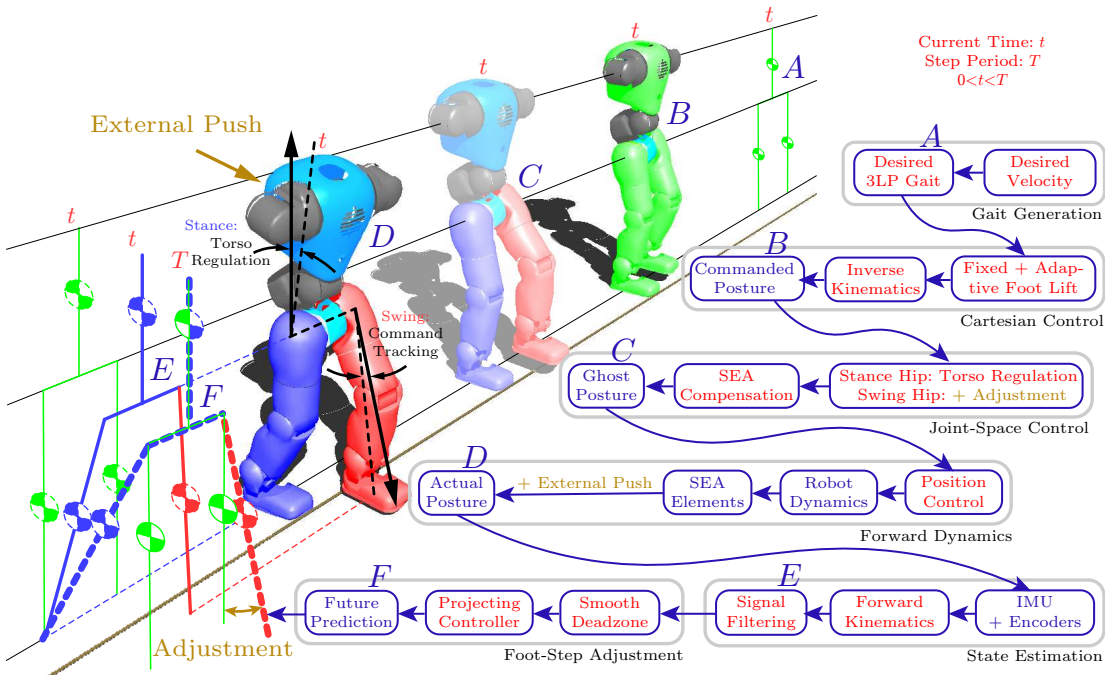 Current Time: t
Step Period: T
0<t<T
t
A
t
B
t
C
External Push
t
Stance:
Torso
Regulation
D
Swing:
Command
Tracking
t
t
T
E
F
Adjustment
A
Desired
3LP Gait
Desired
Velocity
Gait Generation
B
Commanded
Posture
Inverse
Kinematics
Fixed + Adap-
tive Foot Lift
Cartesian Control
C
Ghost
Posture
SEA
Compensation
Stance Hip: Torso Regulation
Swing Hip: + Adjustment
Joint-Space Control
D
Actual
Posture
+ External Push
SEA
Elements
Robot
Dynamics
Position
Control
Forward Dynamics
E
Signal
Filtering
Forward
Kinematics
IMU
+ Encoders
State Estimation
F
Future
Prediction
Projecting
Controller
Smooth
Deadzone
Foot-Step Adjustment